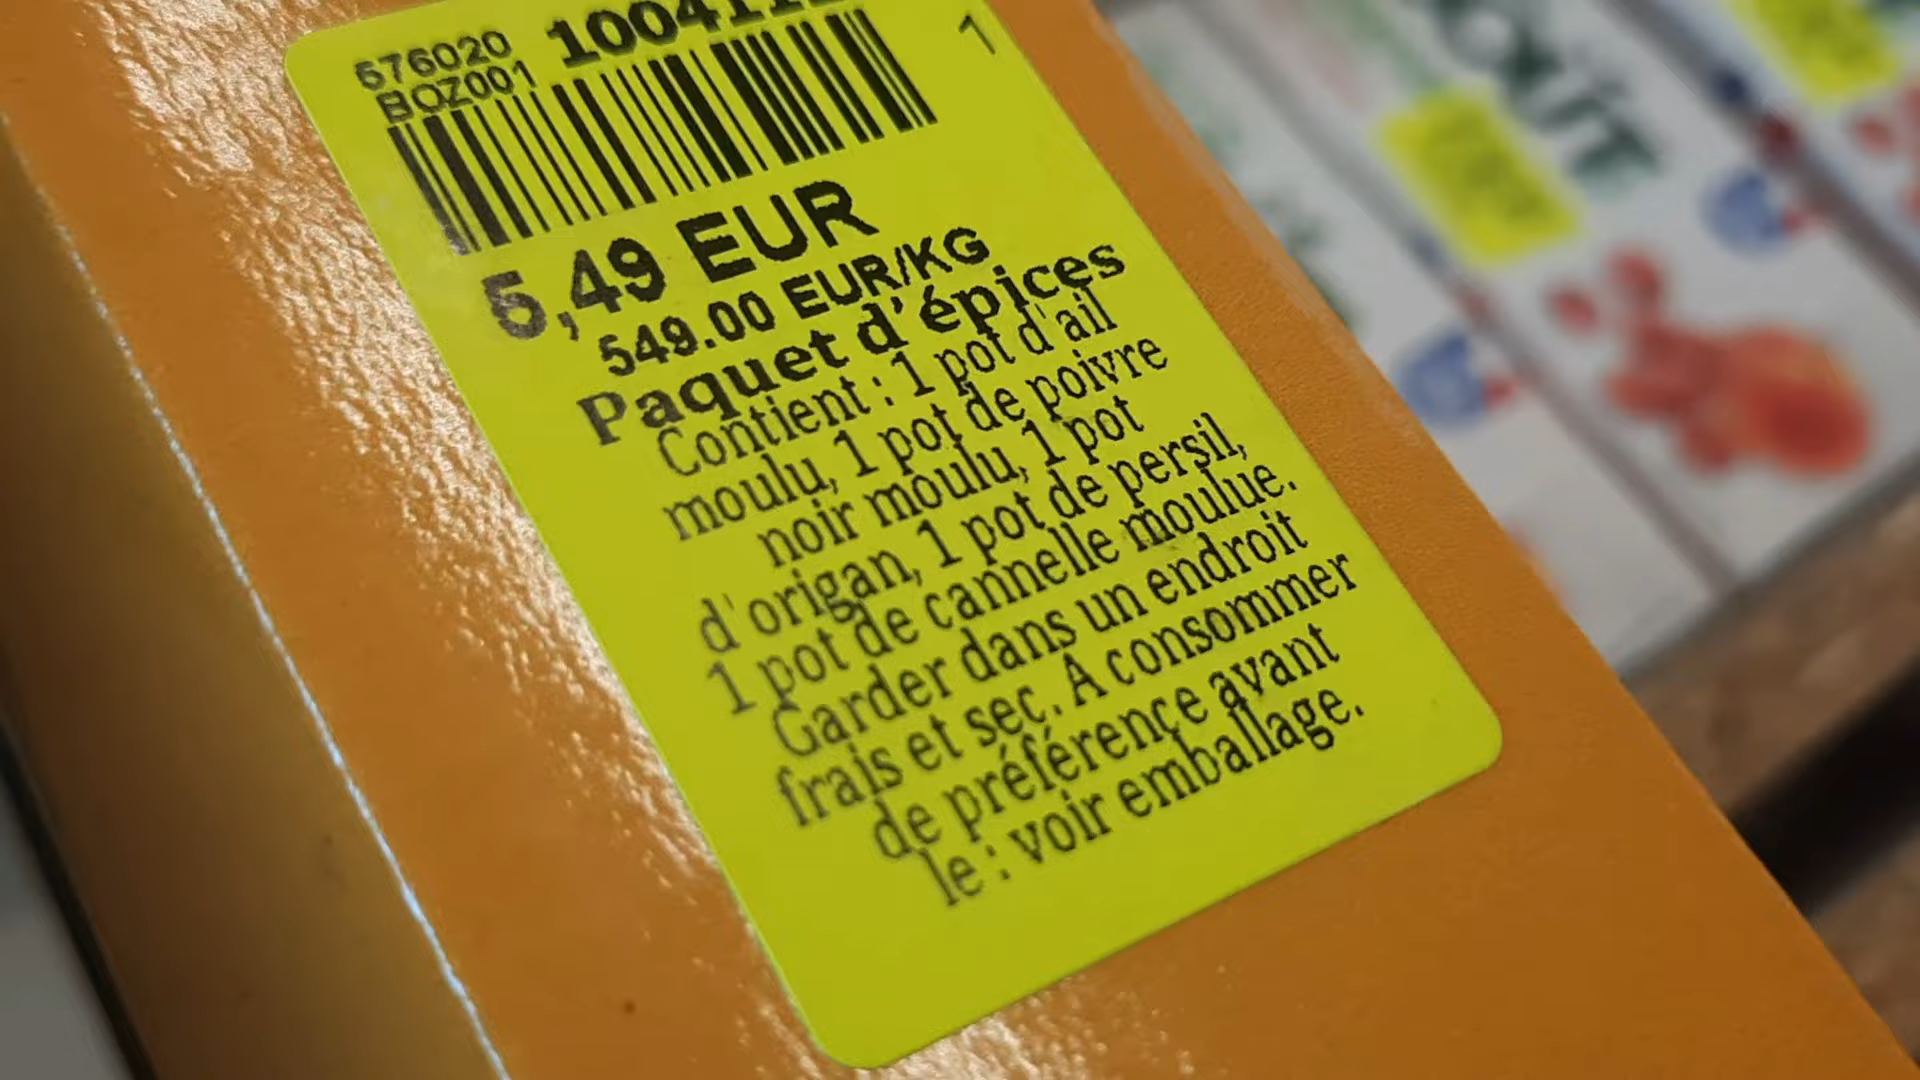 576020
BOZ001
5,49 EUR
549.00 EUR/KG
Paquet d'épices
Contient : 1 pot d'ail
moulu, 1 pot de poivre
noir moulu, 1 pot
d'origan, 1 pot de persil,
1 pot de cannelle moulue.
Garder dans un endroit
frais et sec. A consommer
de préférence avant
le : voir emballage.
1